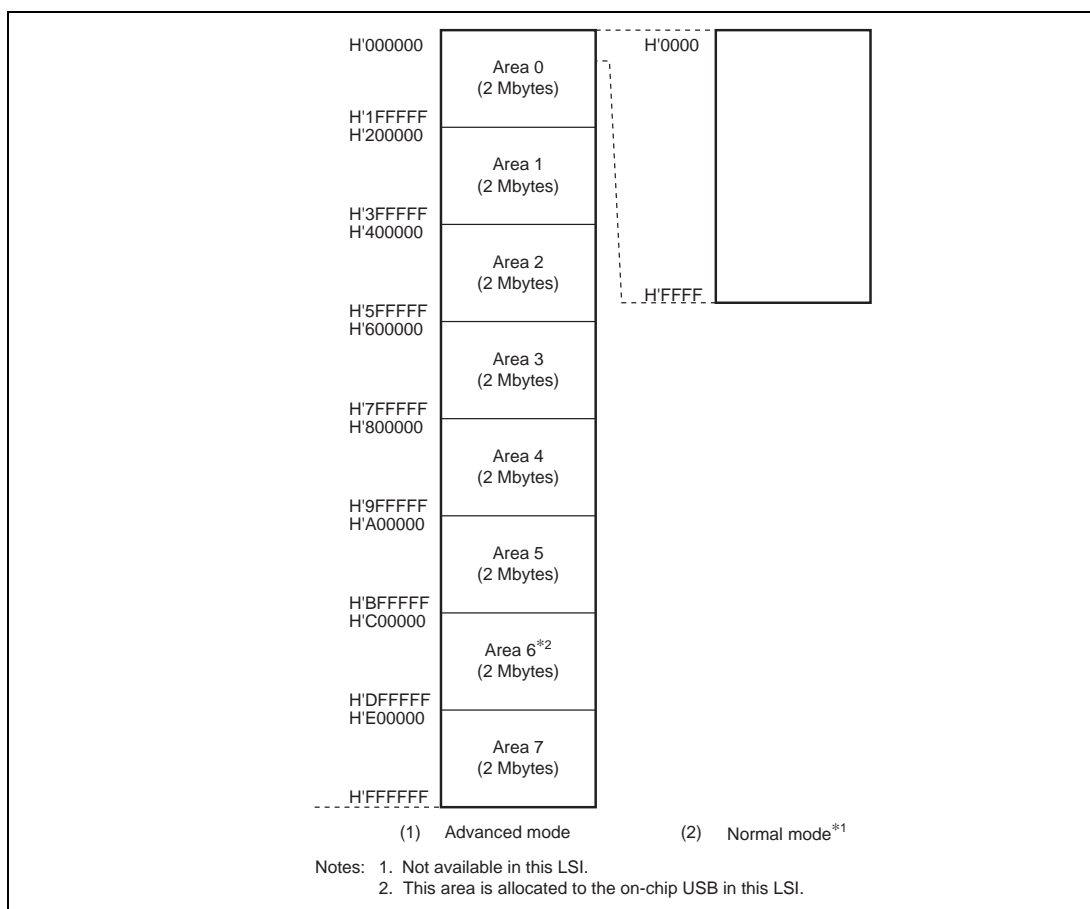 H'000000
Area 0
(2 Mbytes)
H'1FFFFF
H'200000
Area 1
(2 Mbytes)
H'3FFFFF
H'400000
Area 2
(2 Mbytes)
H'5FFFFF
H'600000
Area 3
(2 Mbytes)
H'7FFFFF
H'800000
Area 4
(2 Mbytes)
H'9FFFFF
H'A00000
Area 5
(2 Mbytes)
H'BFFFFF
H'C00000
Area 6*2
(2 Mbytes)
H'DFFFFF
H'E00000
Area 7
(2 Mbytes)
H'FFFFFF
(1) Advanced mode
H'0000
H'FFFF
(2) Normal mode*1
Notes: 1. Not available in this LSI.
2. This area is allocated to the on-chip USB in this LSI.